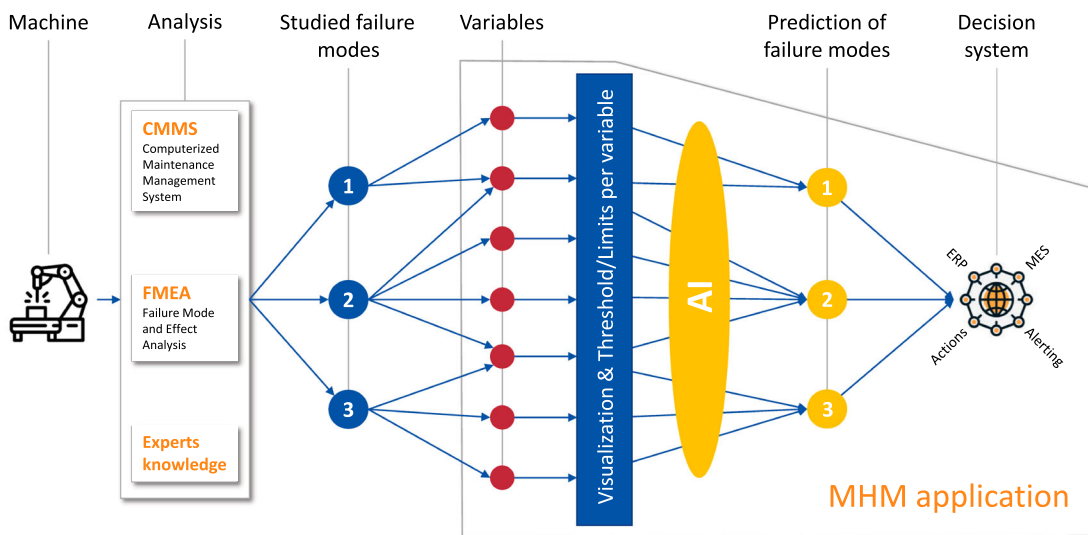 Machine
Analysis
Studied failure
modes
Variables
Prediction of
failure modes
Decision
system
CMMS
Computerized
Maintenance
Management
System
FMEA
Failure Mode
and Effect
Analysis
Experts
knowledge
1
2
3
Visualization & Threshold/Limits per variable
AI
1
2
3
ERP
MES
Actions
Alerting
MHM application